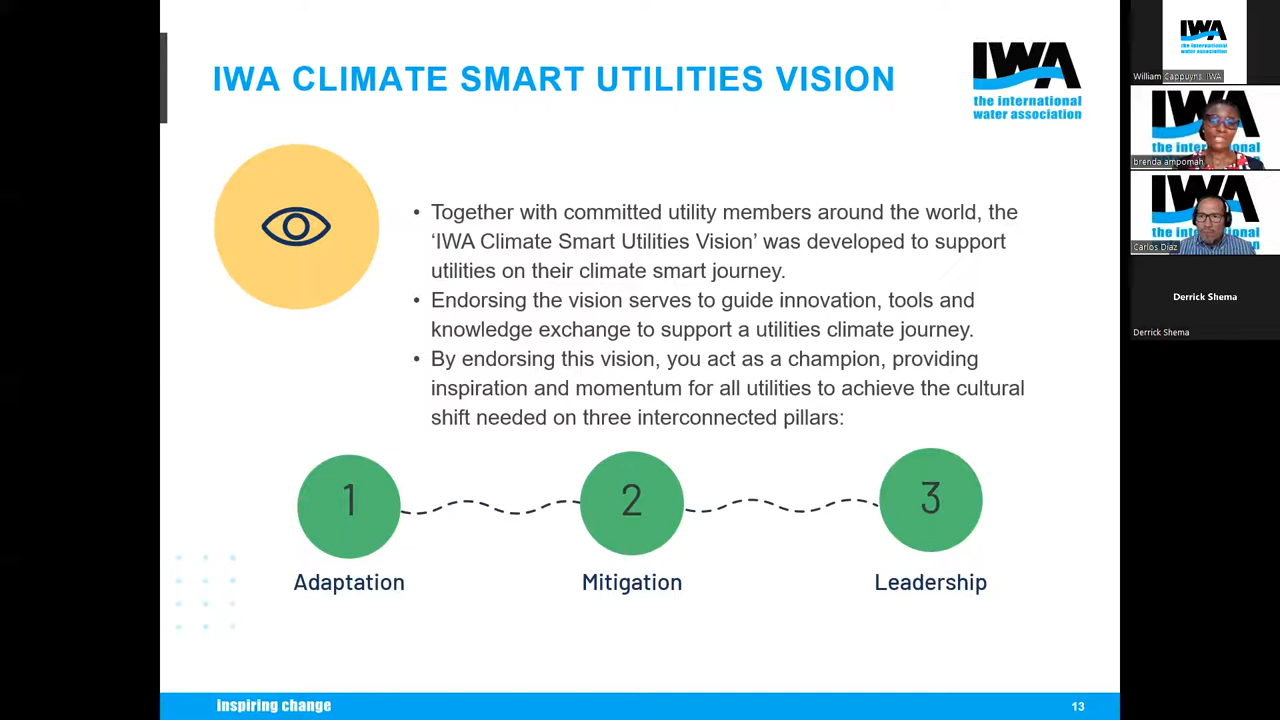 IWA CLIMATE SMART UTILITIES VISION
IWA
the international
water association
• Together with committed utility members around the world, the
‘IWA Climate Smart Utilities Vision’ was developed to support
utilities on their climate smart journey.
• Endorsing the vision serves to guide innovation, tools and
knowledge exchange to support a utilities climate journey.
• By endorsing this vision, you act as a champion, providing
inspiration and momentum for all utilities to achieve the cultural
shift needed on three interconnected pillars:
1
2
3
Adaptation
Mitigation
Leadership
inspiring change
13
IWA
the international
water association
William Cappuyns IWA
IWA
the inter
brenda ampomah
IWA
Carlos Diaz
Derrick Shema
Derrick Shema